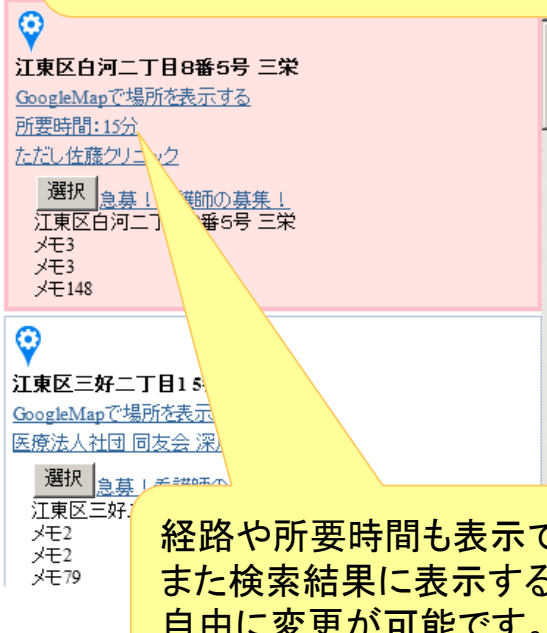 江東区白河二丁目8番5号 三栄
GoogleMapで場所を表示する
所要時間:15分
ただし佐藤クリニック
選択 急募！ 護師の募集！
江東区白河二丁 番5号 三栄
メモ3
メモ3
メモ148
江東区三好二丁目15
GoogleMapで場所を表示
医療法人社団 同友会 深
選択 急募！看護師の
江東区三好
メモ2
メモ2
メモ79
経路や所要時間も表示で
また検索結果に表示する
自由に変更が可能です。